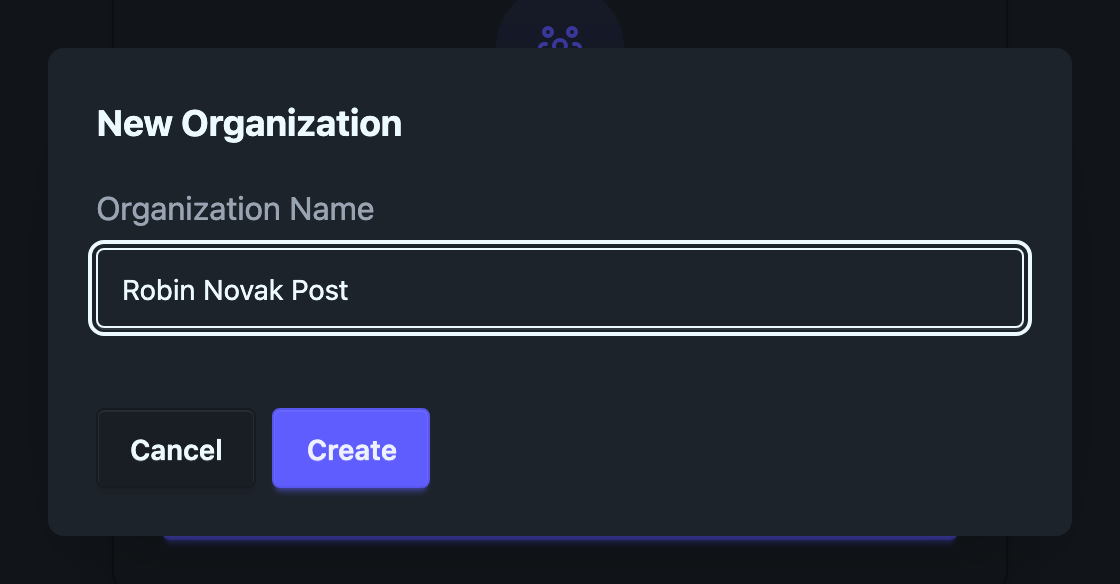 New Organization
Organization Name
Robin Novak Post
Cancel
Create